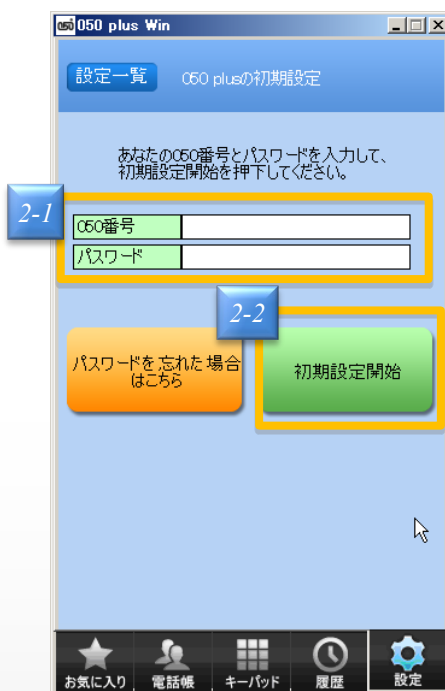 050 050 plus Win
設定一覧 050 plusの初期設定
あなたの050番号とパスワードを入力して、
初期設定開始を押下してください。
2-1
050番号
パスワード
2-2
パスワードを忘れた場合
はこちら
初期設定開始
お気に入り 電話帳 キーパッド 履歴 設定